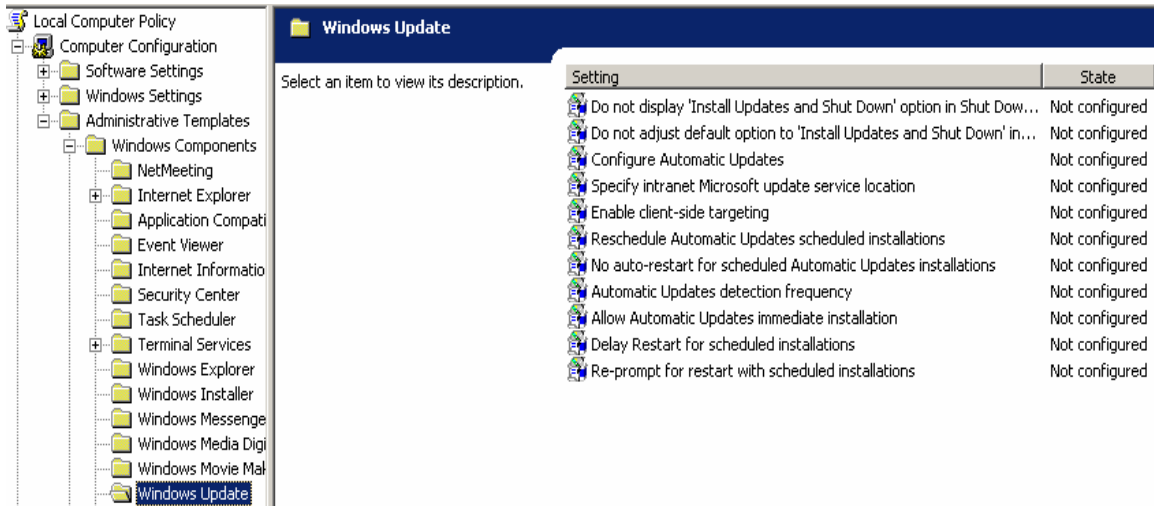 Local Computer Policy
Computer Configuration
Software Settings
Windows Settings
Administrative Templates
Windows Components
NetMeeting
Internet Explorer
Application Compati
Event Viewer
Internet Informatio
Security Center
Task Scheduler
Terminal Services
Windows Explorer
Windows Installer
Windows Messenge
Windows Media Digi
Windows Movie Mak
Windows Update
Windows Update
Select an item to view its description.
Setting State
Do not display 'Install Updates and Shut Down' option in Shut Dow... Not configured
Do not adjust default option to 'Install Updates and Shut Down' in... Not configured
Configure Automatic Updates Not configured
Specify intranet Microsoft update service location Not configured
Enable client-side targeting Not configured
Reschedule Automatic Updates scheduled installations Not configured
No auto-restart for scheduled Automatic Updates installations Not configured
Automatic Updates detection frequency Not configured
Allow Automatic Updates immediate installation Not configured
Delay Restart for scheduled installations Not configured
Re-prompt for restart with scheduled installations Not configured